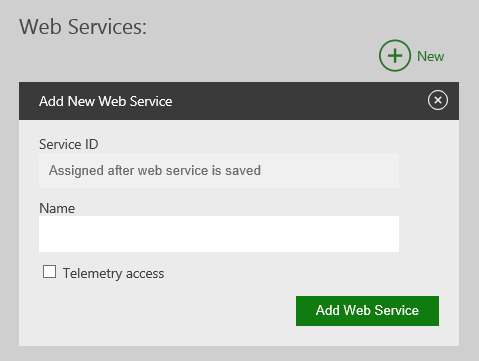 Web Services:
New
Add New Web Service
Service ID
Assigned after web service is saved
Name
Telemetry access
Add Web Service